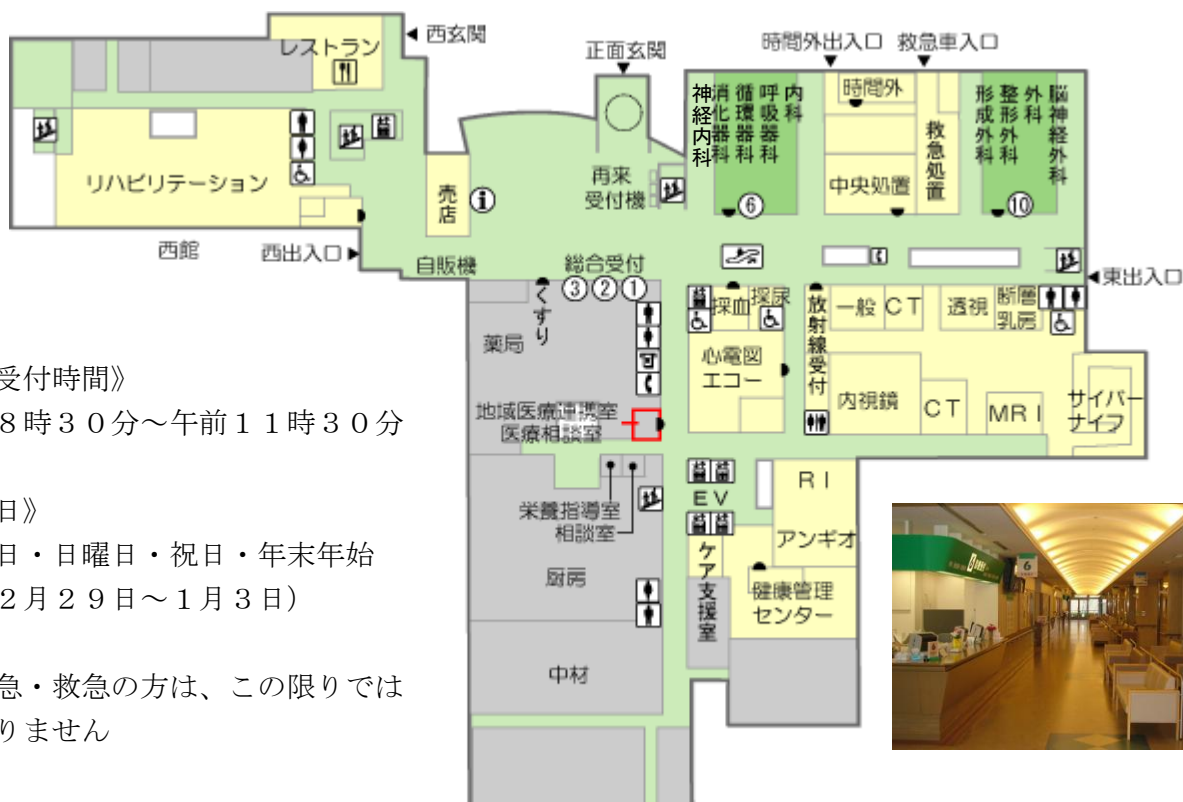 西玄関
正面玄関
時間外出入口
救急車入口
レストラン
神経内科
消化器科
循環器科
呼吸器科
内科
⑥
時間外
救急処置
中央処置
形成外科
整形外科
外科
脳神経外科
⑩
リハビリテーション
売店
再来
受付機
西館
西出入口
自販機
総合受付
③②①
東出入口
くすり
薬局
採血
採尿
放射線受付
一般
CT
透視
断層
乳房
心電図
エコー
内視鏡
CT
MRI
サイバー
ナイフ
受付時間》
8時30分～午前11時30分
地域医療連携室
医療相談室
日》
日・日曜日・祝日・年末年始
2月29日～1月3日）
急・救急の方は、この限りでは
りません
栄養指導室
相談室
EV
RI
アンギオ
厨房
ケア支援室
健康管理
センター
中材
6